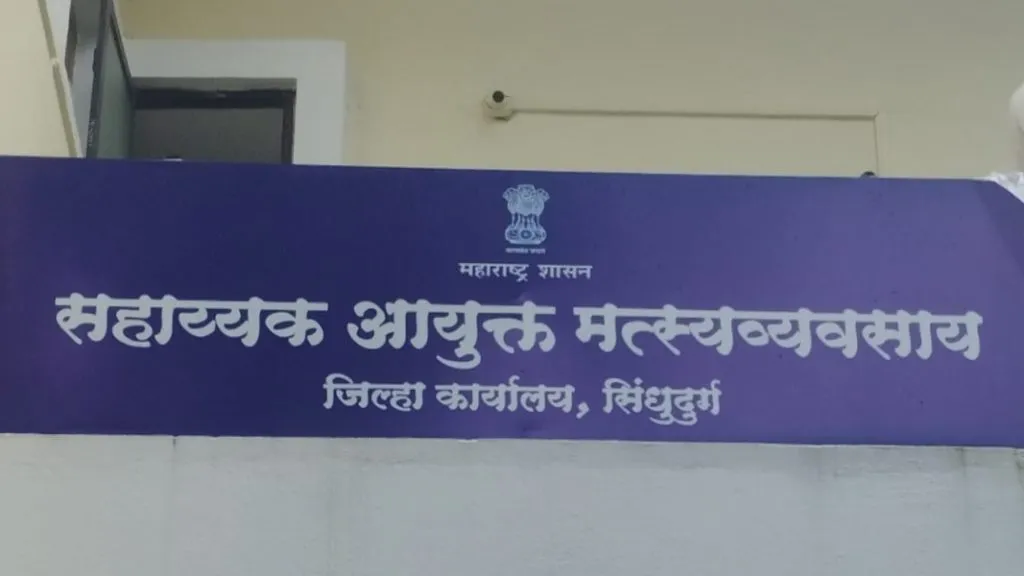 महाराष्ट्र शासन
सहाय्यक आयुक्त मत्स्यव्यवसाय
जिल्हा कार्यालय, सिंधुदुर्ग